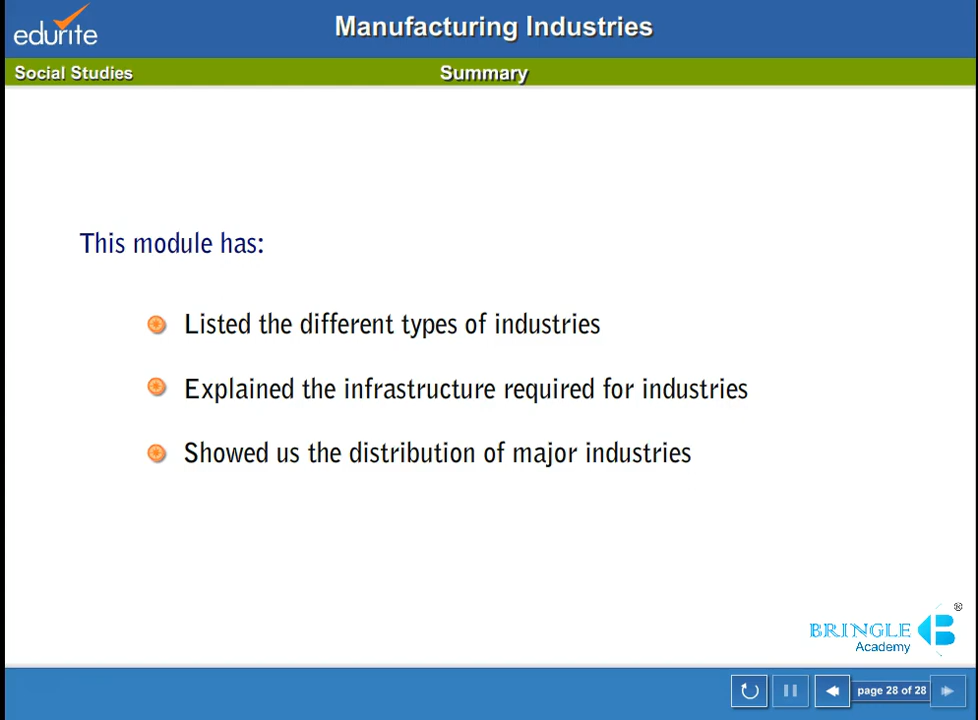 edurite
Manufacturing Industries
Social Studies
Summary
This module has:
Listed the different types of industries
Explained the infrastructure required for industries
Showed us the distribution of major industries
BRINGLE ®
Academy
page 28 of 28